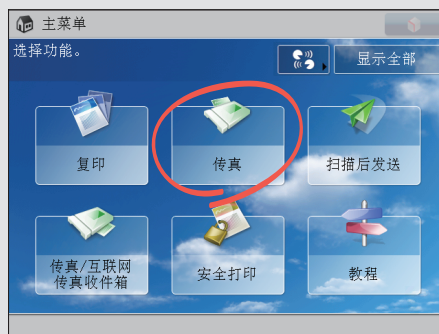 主菜单
选择功能。
显示全部
复印
传真
扫描后发送
传真/互联网
传真收件箱
安全打印
教程